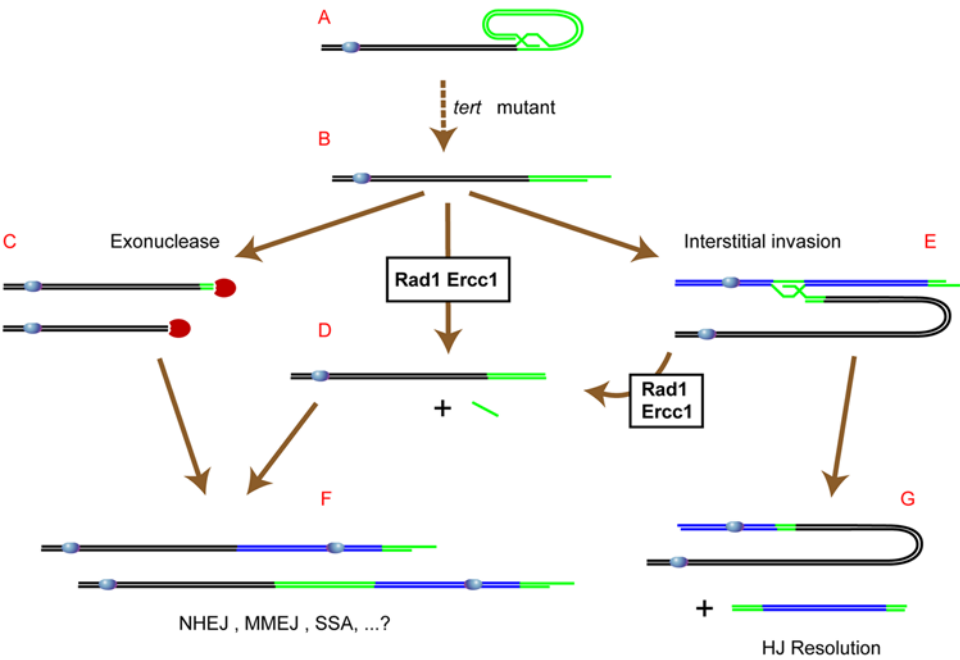 A
tert mutant
B
C
Exonuclease
Interstitial invasion
E
Rad1 Ercc1
D
+
Rad1
Ercc1
F
G
+
NHEJ , MMEJ , SSA, ...?
HJ Resolution